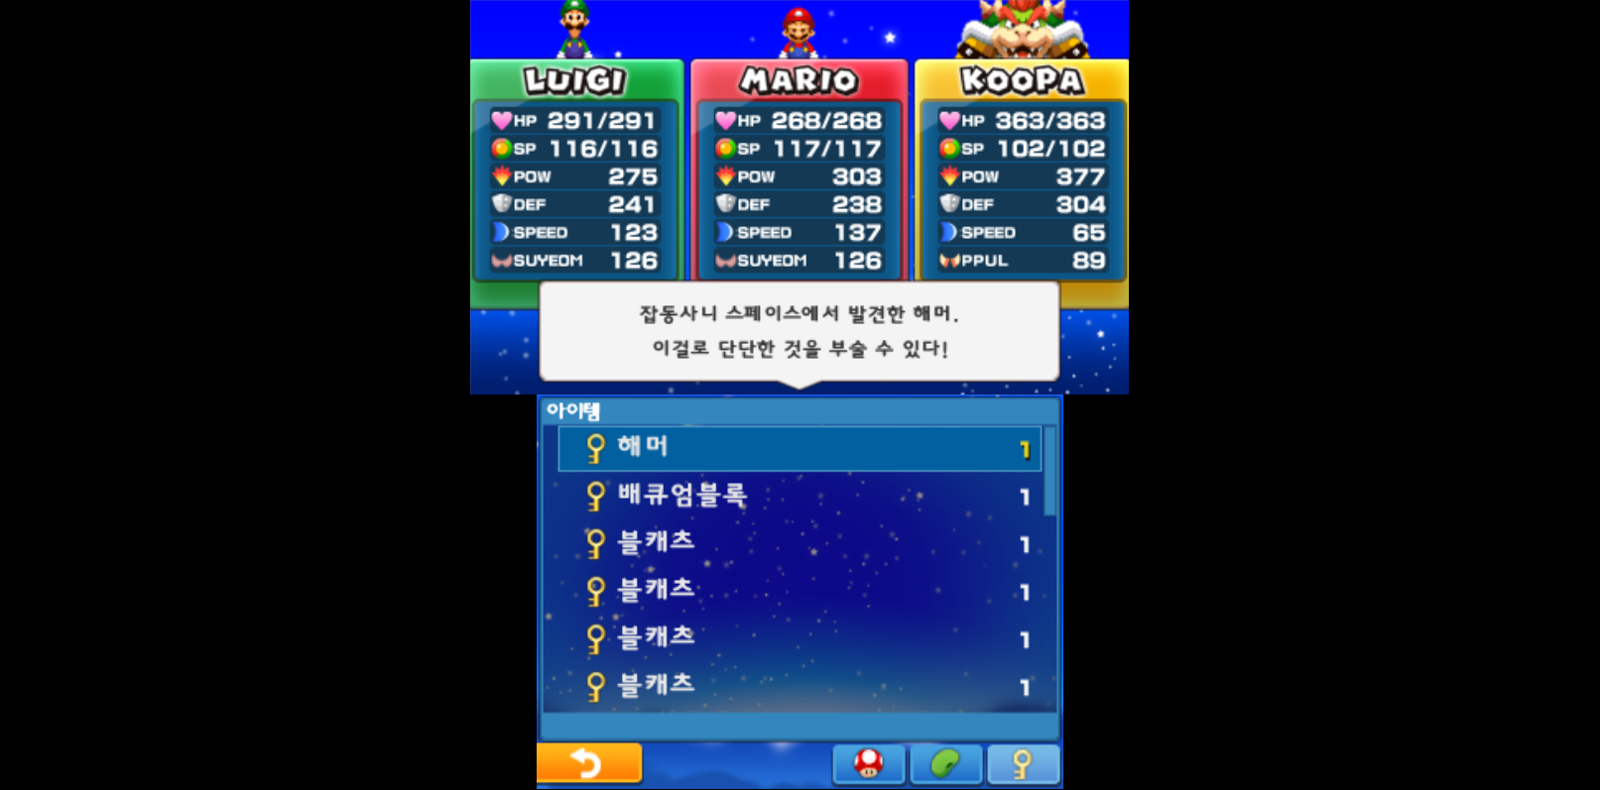 LUIGI
HP 291/291
SP 116/116
POW 275
DEF 241
SPEED 123
SUYEOM 126
MARIO
HP 268/268
SP 117/117
POW 303
DEF 238
SPEED 137
SUYEOM 126
KOOPA
HP 363/363
SP 102/102
POW 377
DEF 304
SPEED 65
PPUL 89
잡동사니 스페이스에서 발견한 해머.
이걸로 단단한 것을 부술 수 있다!
아이템
해머 1
배큐엄블록 1
블캐츠 1
블캐츠 1
블캐츠 1
블캐츠 1